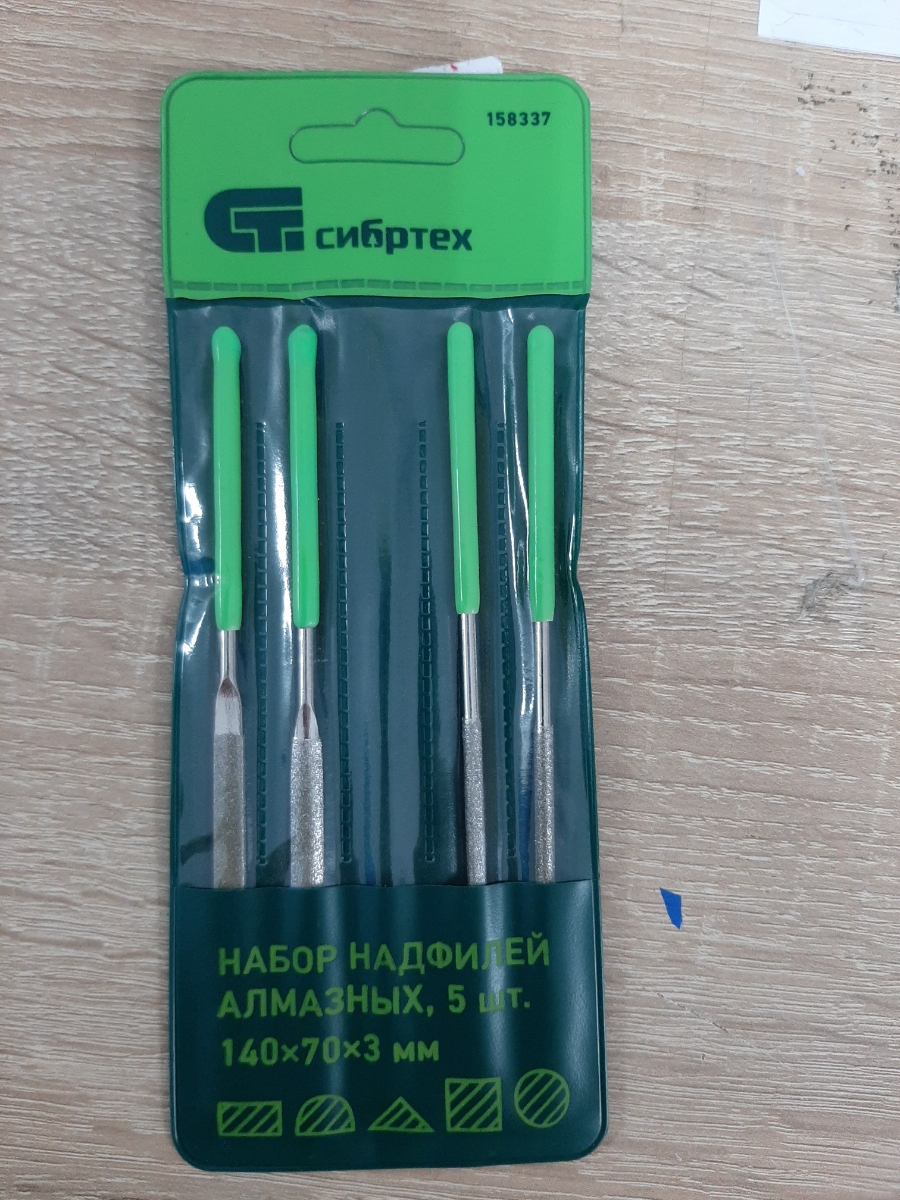 158337
сибртех
НАБОР НАДФИЛЕЙ
АЛМАЗНЫХ, 5 шт.
140×70×3 мм